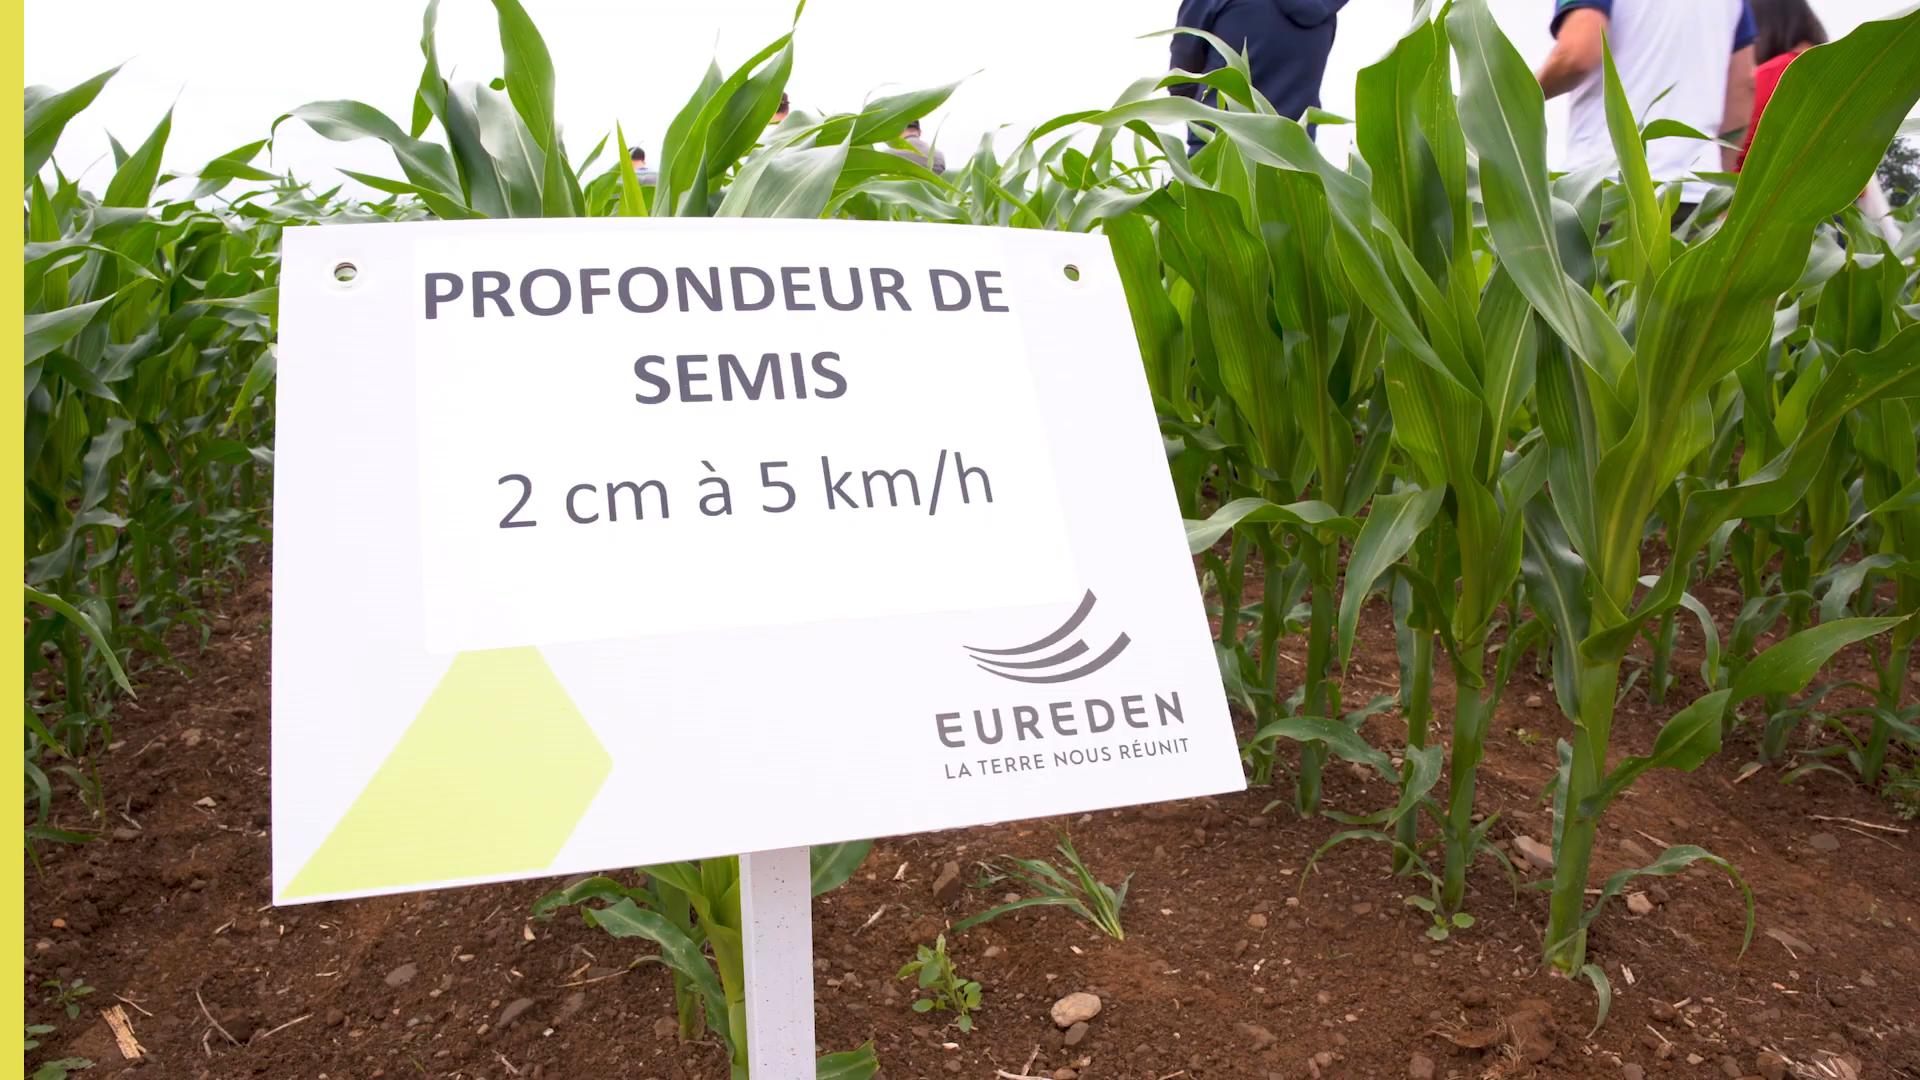 PROFONDEUR DE
SEMIS
2 cm à 5 km/h
EUREDEN
LA TERRE NOUS RÉUNIT